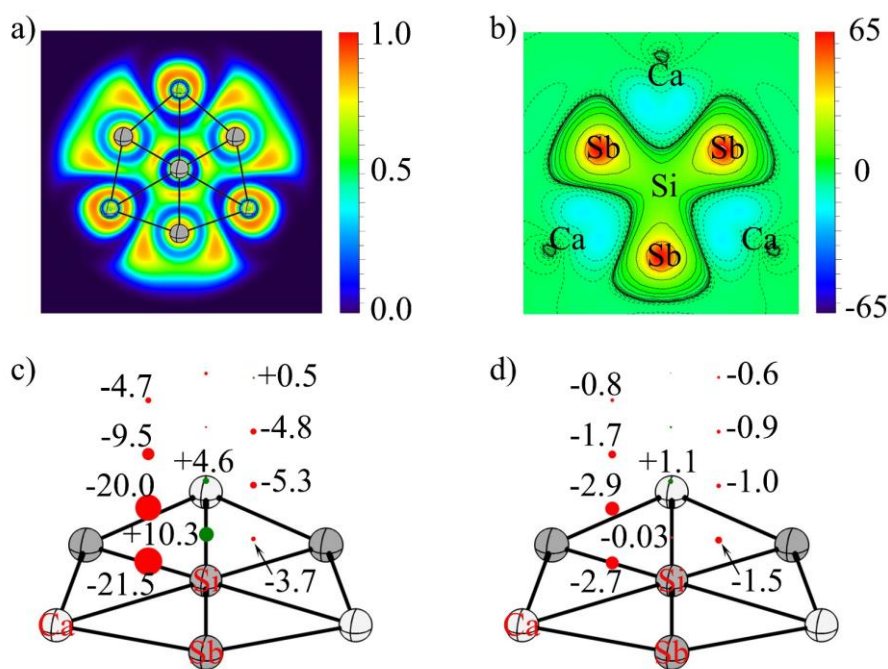 a)
1.0
0.5
0.0
b)
Ca
Sb Sb
Si
Ca Ca
Sb
65
0
-65
c)
-4.7 +0.5
-9.5 -4.8
+4.6
-20.0 -5.3
+10.3
-21.5 Si -3.7
Ca
Sb
d)
-0.8 -0.6
-1.7 -0.9
+1.1
-2.9 -1.0
-0.03
-2.7 Si -1.5
Ca
Sb